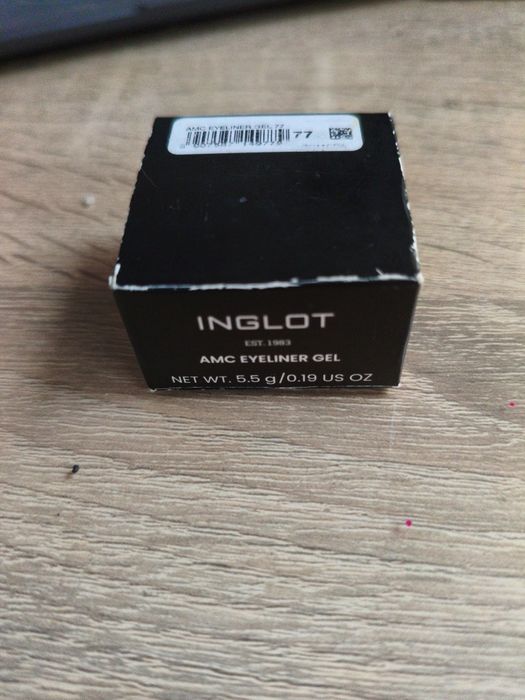 AMC EYELINER GEL 77
77
INGLOT
EST. 1983
AMC EYELINER GEL
NET WT. 5.5 g/0.19 US OZ